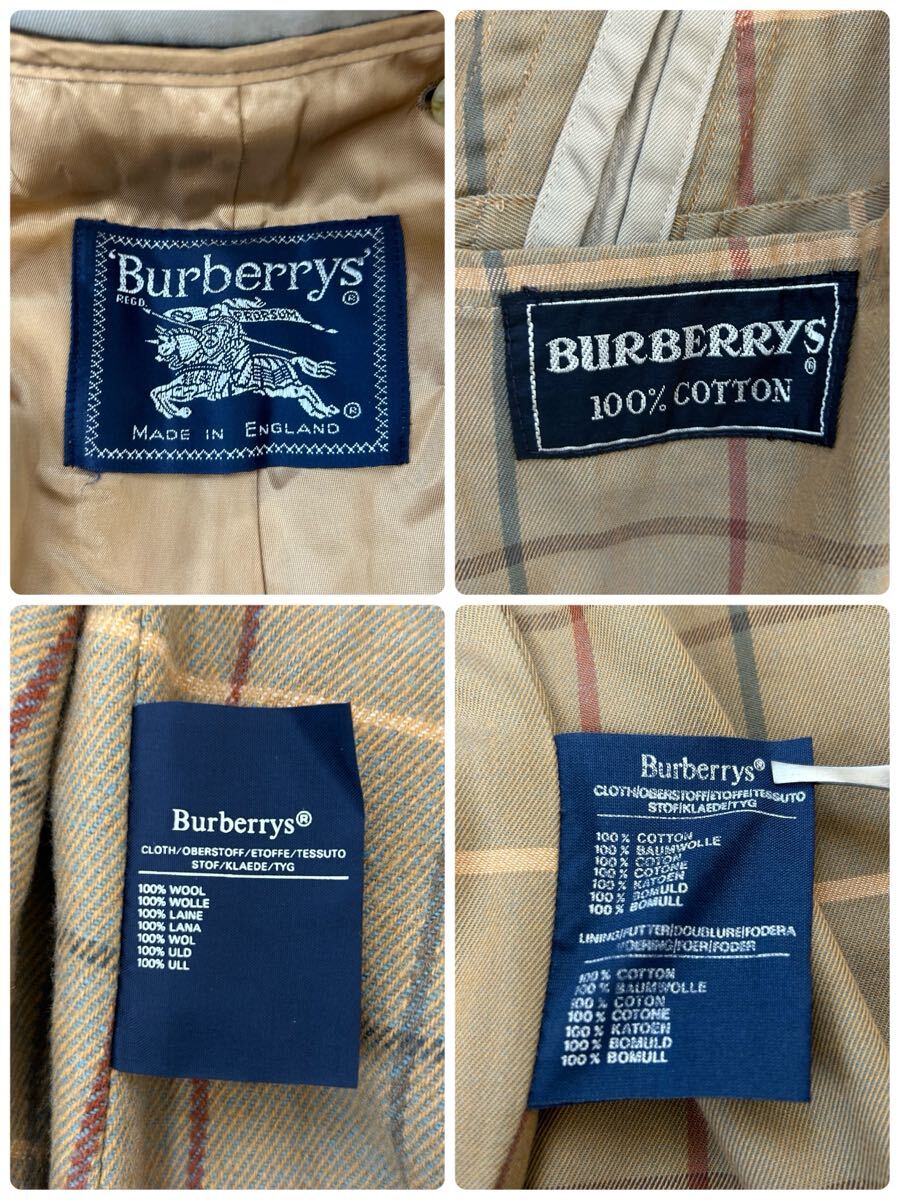 'Burberrys'
®
REGD.
PRORSUM
®
MADE IN ENGLAND
BURBERRYS
®
100% COTTON
Burberrys®
CLOTH/OBERSTOFF/ETOFFE/TESSUTO
STOF/KLAEDE/TYG
100% WOOL
100% WOLLE
100% LAINE
100% LANA
100% WOL
100% ULD
100% ULL
Burberrys®
CLOTH/OBERSTOFF/ETOFFE/TESSUTO
STOF/KLAEDE/TYG
100% COTTON
100% BAUMWOLLE
100% COTON
100% COTONE
100% KATOEN
100% BOMULD
100% BOMULL
LINING/FUTTER/DOUBLURE/FODERA
VOERING/FOER/FODER
100% COTTON
100% BAUMWOLLE
100% COTON
100% COTONE
100% KATOEN
100% BOMULD
100% BOMULL